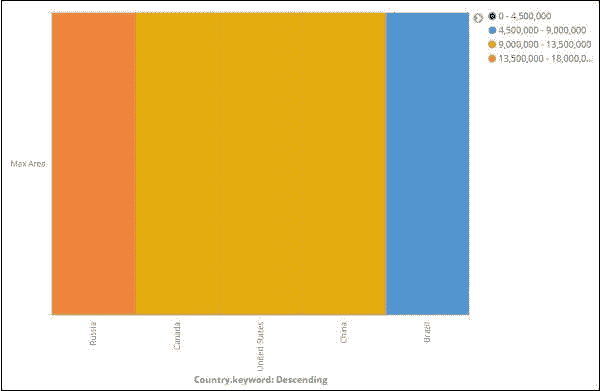 0 - 4,500,000
4,500,000 - 9,000,000
9,000,000 - 13,500,000
13,500,000 - 18,000,0...
Max Area
Russia
Canada
United States
China
Brazil
Country.keyword: Descending